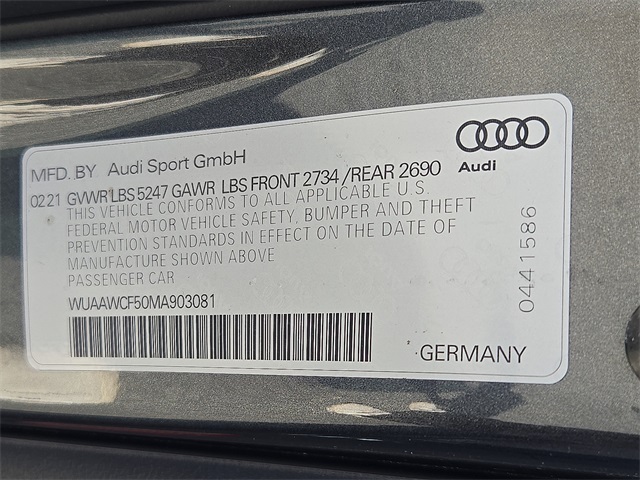 MFD. BY Audi Sport GmbH
Audi
02 21 GVWR LBS 5247 GAWR LBS FRONT 2734 /REAR 2690
THIS VEHICLE CONFORMS TO ALL APPLICABLE U S.
FEDERAL MOTOR VEHICLE SAFETY, BUMPER AND THEFT
PREVENTION STANDARDS IN EFFECT ON THE DATE OF
MANUFACTURE SHOWN ABOVE
PASSENGER CAR
WUAAWCF50MA903081
0441586
GERMANY